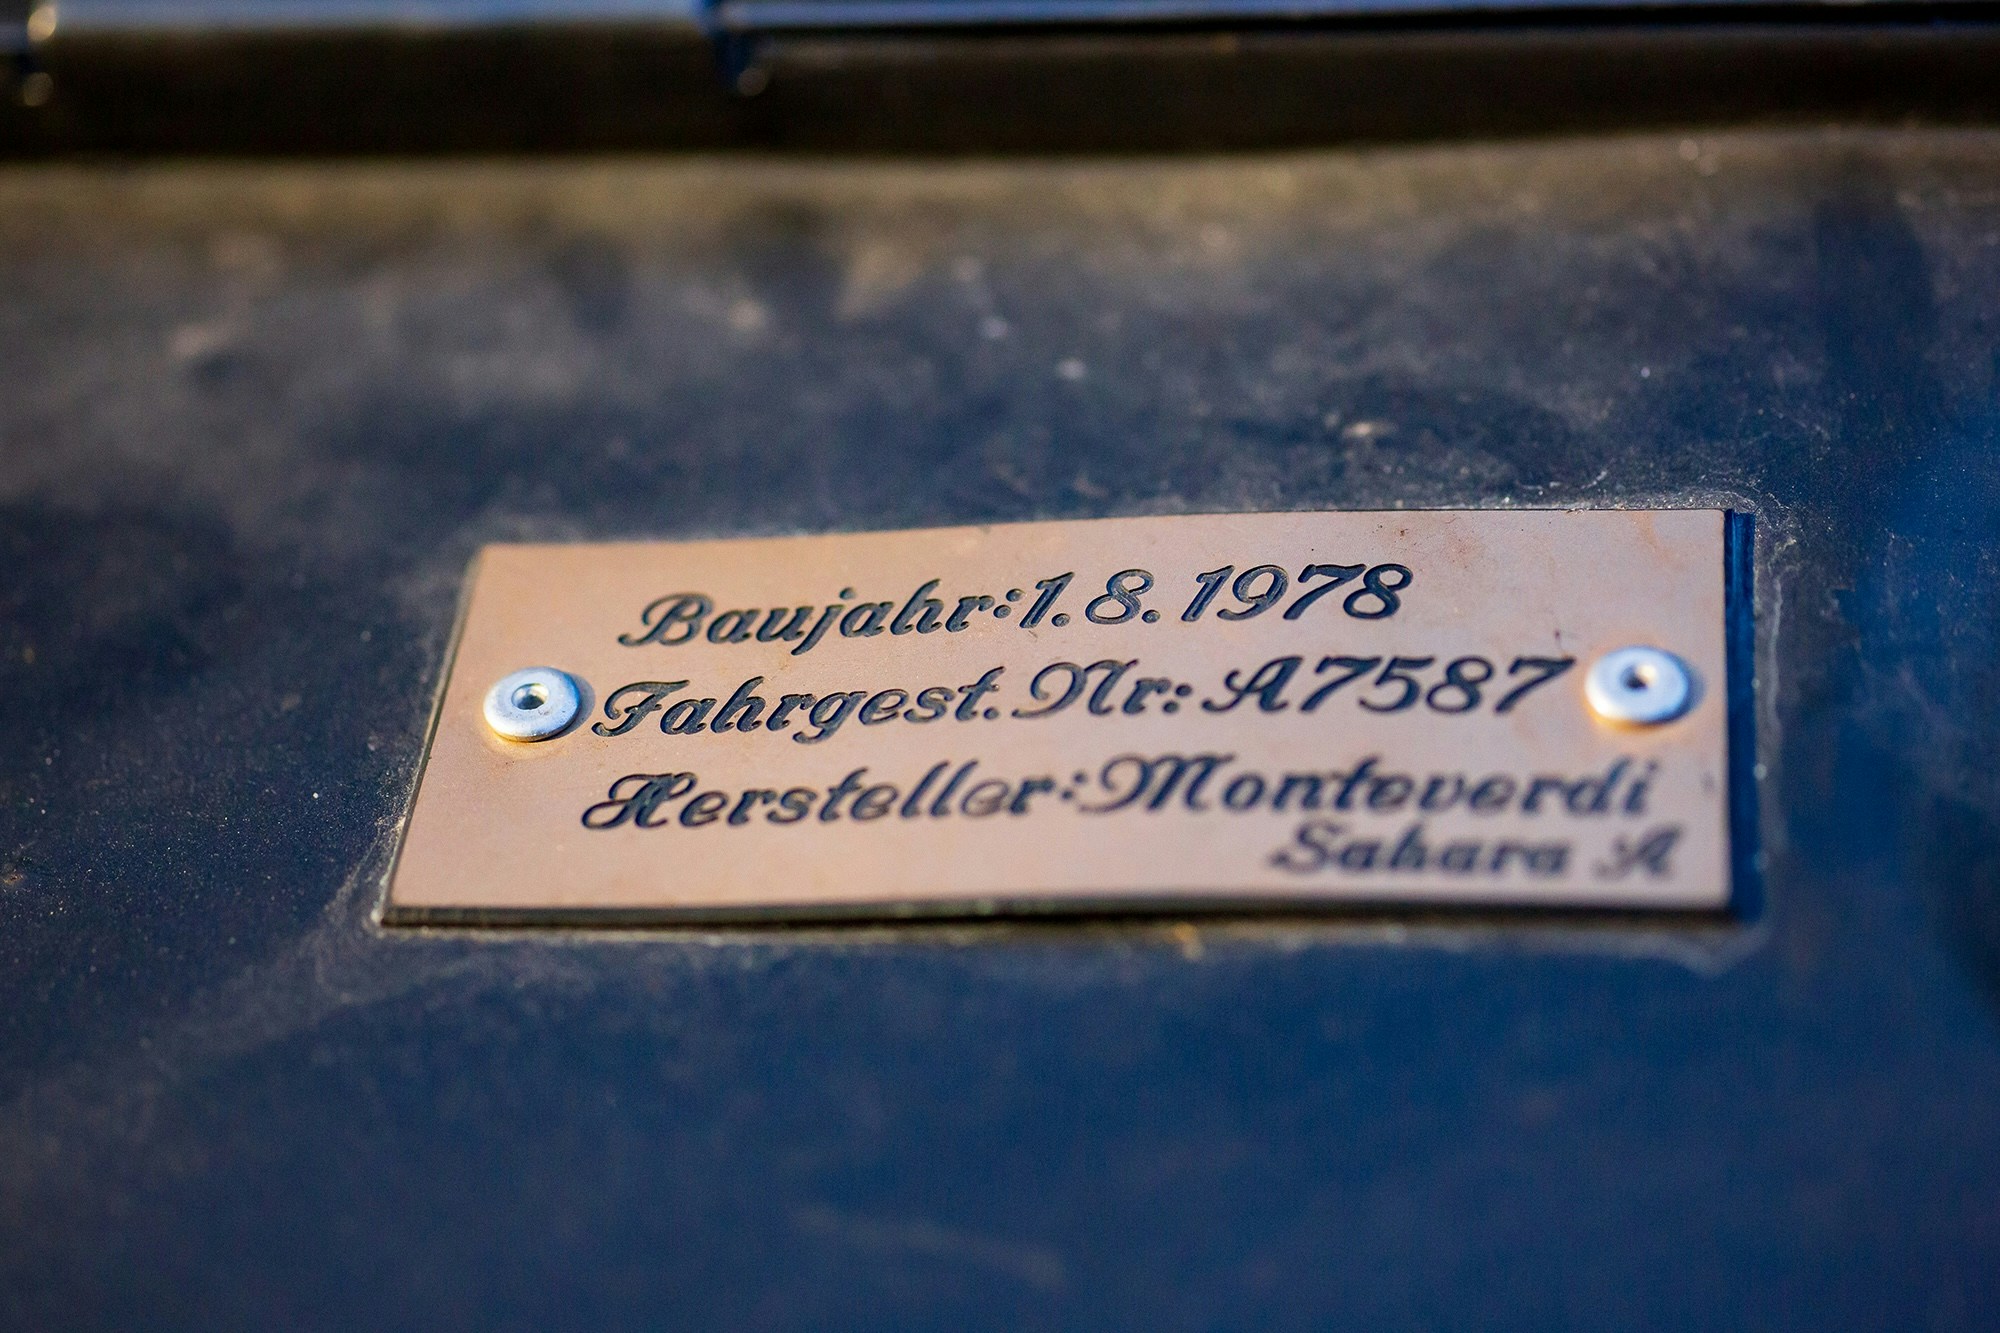 Baujahr:1.8.1978
Fahrgest.Nr:A7587
Hersteller:Monteverdi
Sahara A